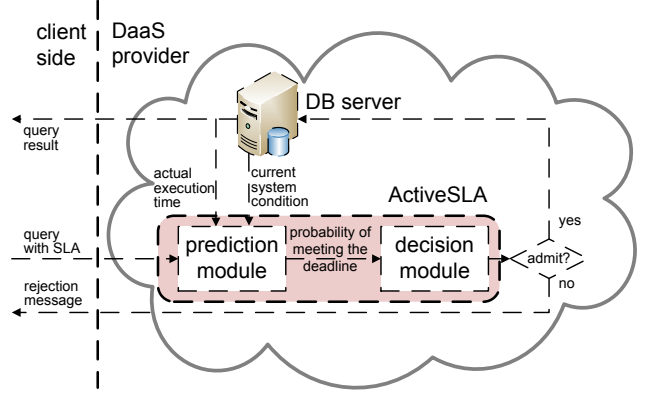 client
side
DaaS
provider
DB server
query
result
actual
execution
time
current
system
condition
ActiveSLA
yes
query
with SLA
prediction
module
probability of
meeting the
deadline
decision
module
admit?
no
rejection
message